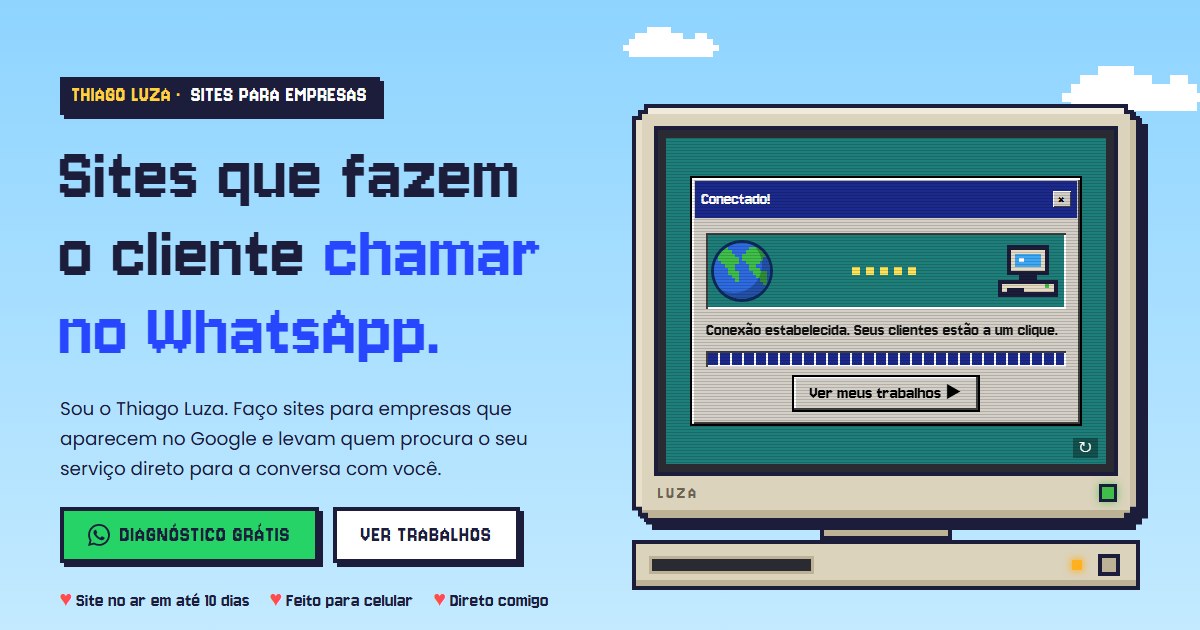 THIAGO LUZA · SITES PARA EMPRESAS
Sites que fazem
o cliente chamar
no WhatsApp.
Sou o Thiago Luza. Faço sites para empresas que
aparecem no Google e levam quem procura o seu
serviço direto para a conversa com você.
DIAGNÓSTICO GRÁTIS
VER TRABALHOS
♥ Site no ar em até 10 dias
♥ Feito para celular
♥ Direto comigo
Conectado!
×
Conexão estabelecida. Seus clientes estão a um clique.
Ver meus trabalhos ▶
↻
LUZA